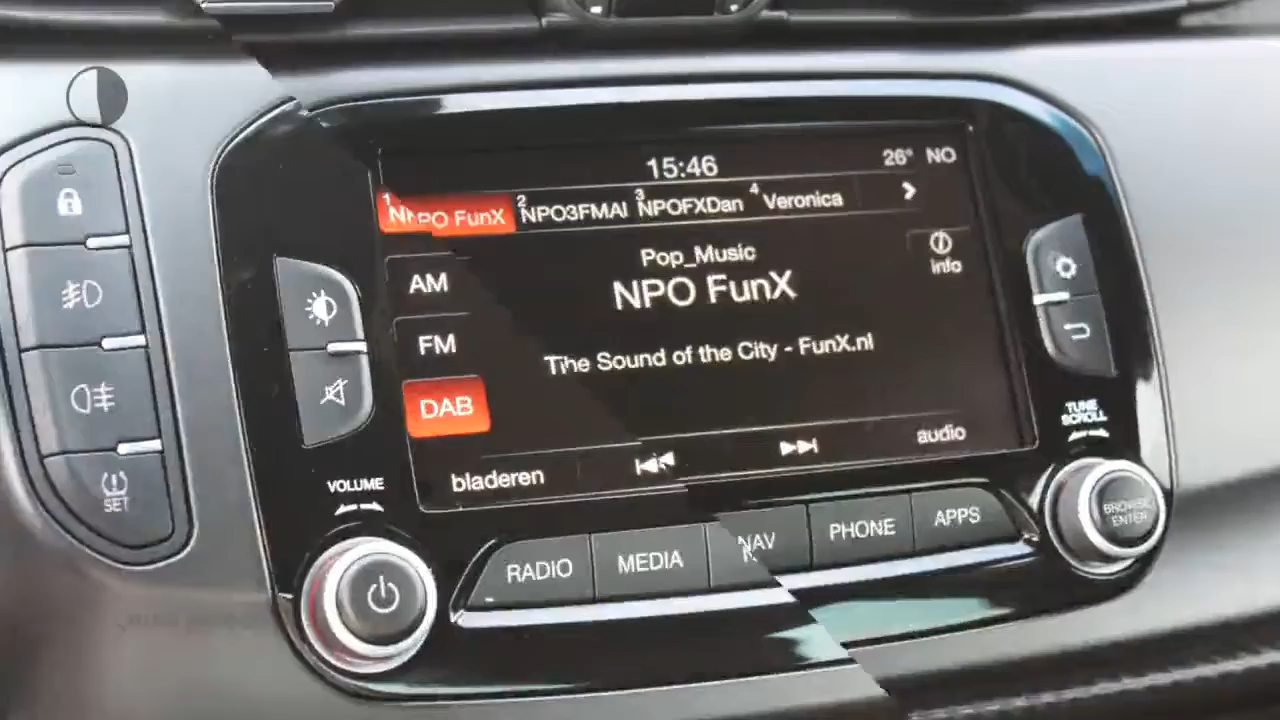 15:46
26° NO
1 NPO FunX 2 NPO3FMAl 3 NPOFXDan 4 Veronica
Pop_Music
info
NPO FunX
AM
FM
The Sound of the City - FunX.nl
DAB
bladeren
audio
VOLUME
TUNE
SCROLL
SET
RADIO MEDIA NAV PHONE APPS
BROWSE
ENTER